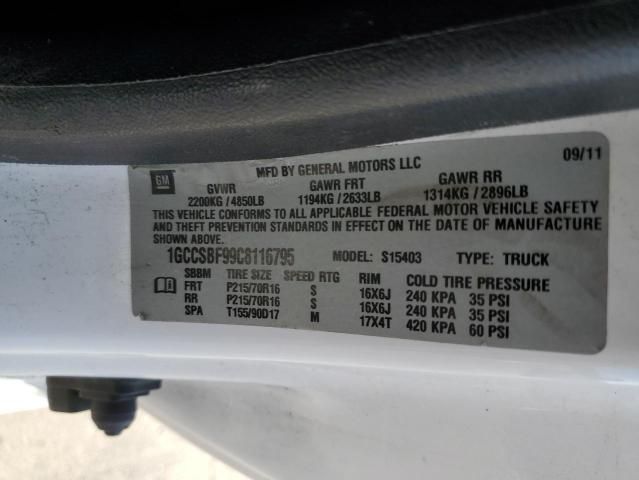 GM MFD BY GENERAL MOTORS LLC 09/11
GVWR GAWR FRT GAWR RR
2200KG / 4850LB 1194KG / 2633LB 1314KG / 2896LB
THIS VEHICLE CONFORMS TO ALL APPLICABLE FEDERAL MOTOR VEHICLE SAFETY
AND BUMPER STANDARDS IN EFFECT ON THE DATE OF MANUFACTURE
SHOWN ABOVE.
1GCCSBF99C8116795 MODEL: S15403 TYPE: TRUCK
SBBM TIRE SIZE SPEED RTG RIM COLD TIRE PRESSURE
FRT P215/70R16 S 16X6J 240 KPA 35 PSI
RR P215/70R16 S 16X6J 240 KPA 35 PSI
SPA T155/90D17 M 17X4T 420 KPA 60 PSI